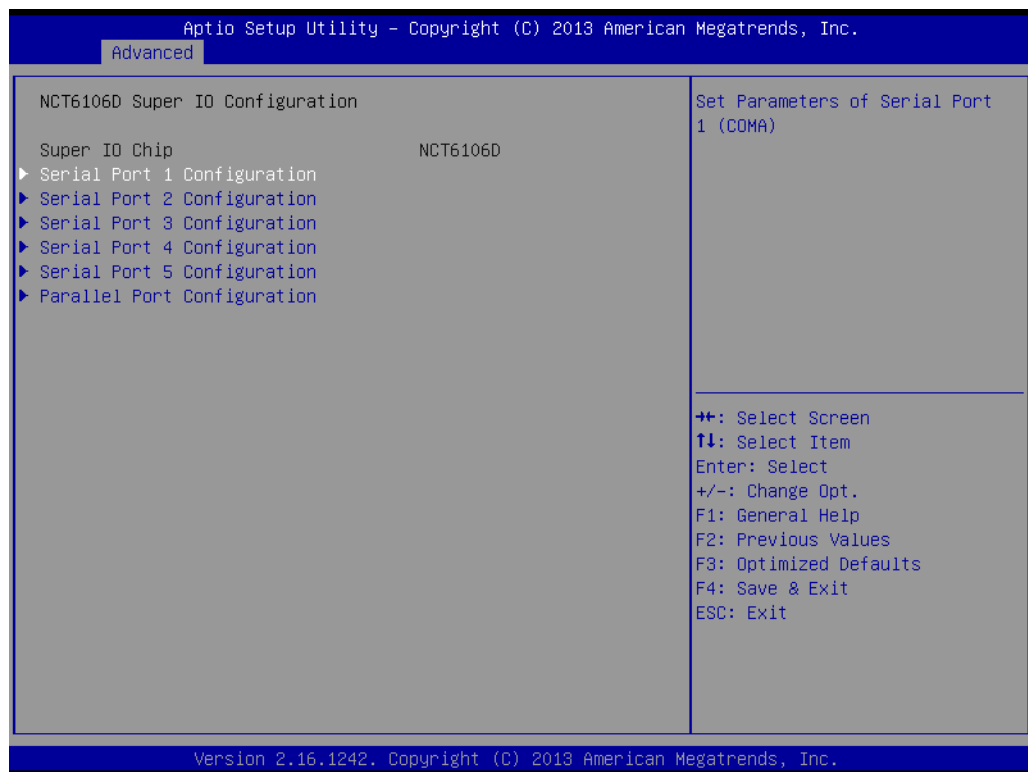 Aptio Setup Utility – Copyright (C) 2013 American Megatrends, Inc.
Advanced
NCT6106D Super IO Configuration
Super IO Chip NCT6106D
Serial Port 1 Configuration
Serial Port 2 Configuration
Serial Port 3 Configuration
Serial Port 4 Configuration
Serial Port 5 Configuration
Parallel Port Configuration
Set Parameters of Serial Port
1 (COMA)
→←: Select Screen
↑↓: Select Item
Enter: Select
+/-: Change Opt.
F1: General Help
F2: Previous Values
F3: Optimized Defaults
F4: Save & Exit
ESC: Exit
Version 2.16.1242. Copyright (C) 2013 American Megatrends, Inc.